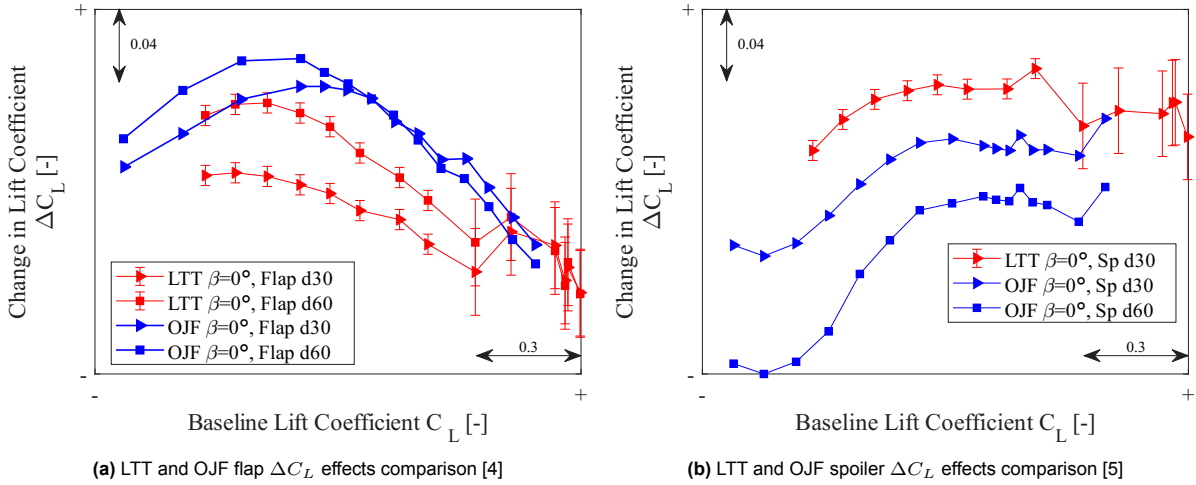 +
0.04
Change in Lift Coefficient
ΔC_L [-]
LTT β=0°, Flap d30
LTT β=0°, Flap d60
OJF β=0°, Flap d30
OJF β=0°, Flap d60
0.3
-
-
+
Baseline Lift Coefficient C_L [-]
(a) LTT and OJF flap ΔC_L effects comparison [4]
+
0.04
Change in Lift Coefficient
ΔC_L [-]
LTT β=0°, Sp d30
OJF β=0°, Sp d30
OJF β=0°, Sp d60
0.3
-
-
+
Baseline Lift Coefficient C_L [-]
(b) LTT and OJF spoiler ΔC_L effects comparison [5]